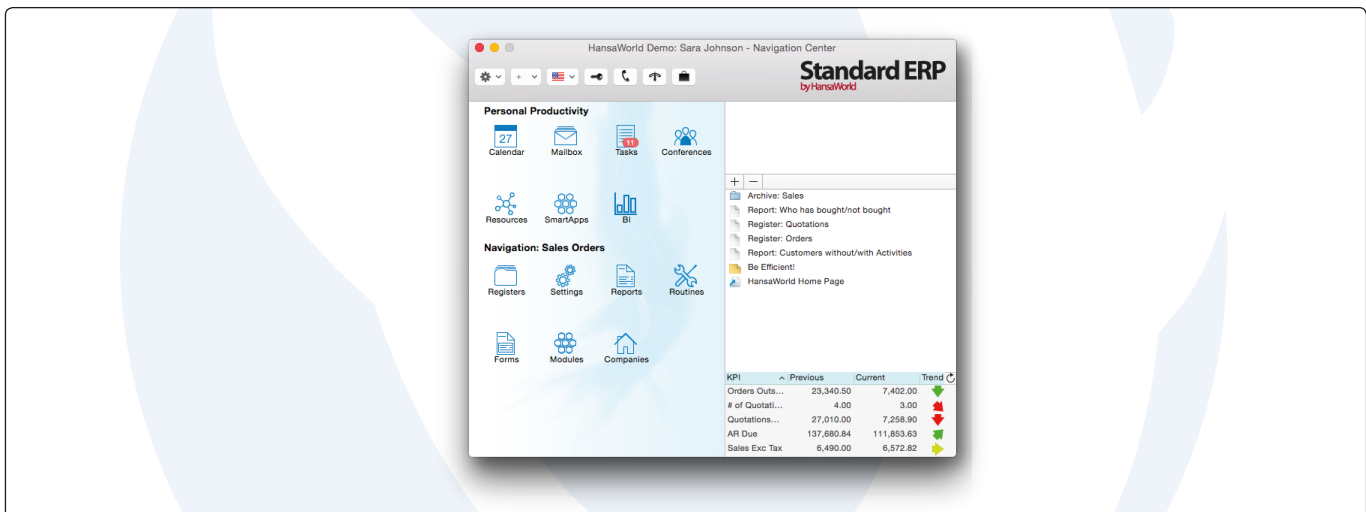 HansaWorld Demo: Sara Johnson - Navigation Center
Standard ERP
by HansaWorld
Personal Productivity
27
11
Calendar Mailbox Tasks Conferences
Resources SmartApps BI
Navigation: Sales Orders
Registers Settings Reports Routines
Forms Modules Companies
+ −
Archive: Sales
Report: Who has bought/not bought
Register: Quotations
Register: Orders
Report: Customers without/with Activities
Be Efficient!
HansaWorld Home Page
KPI Previous Current Trend
Orders Outs... 23,340.50 7,402.00
# of Quotati... 4.00 3.00
Quotations... 27,010.00 7,258.90
AR Due 137,680.84 111,853.63
Sales Exc Tax 6,490.00 6,572.82